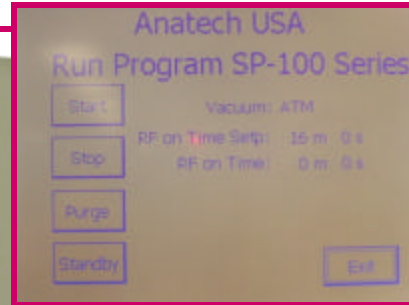 Anatech USA
Run Program SP-100 Series
Start
Vacuum: ATM
RF on Time Setp: 16 m 0 s
Stop
RF on Time: 0 m 0 s
Purge
Standby
Exit